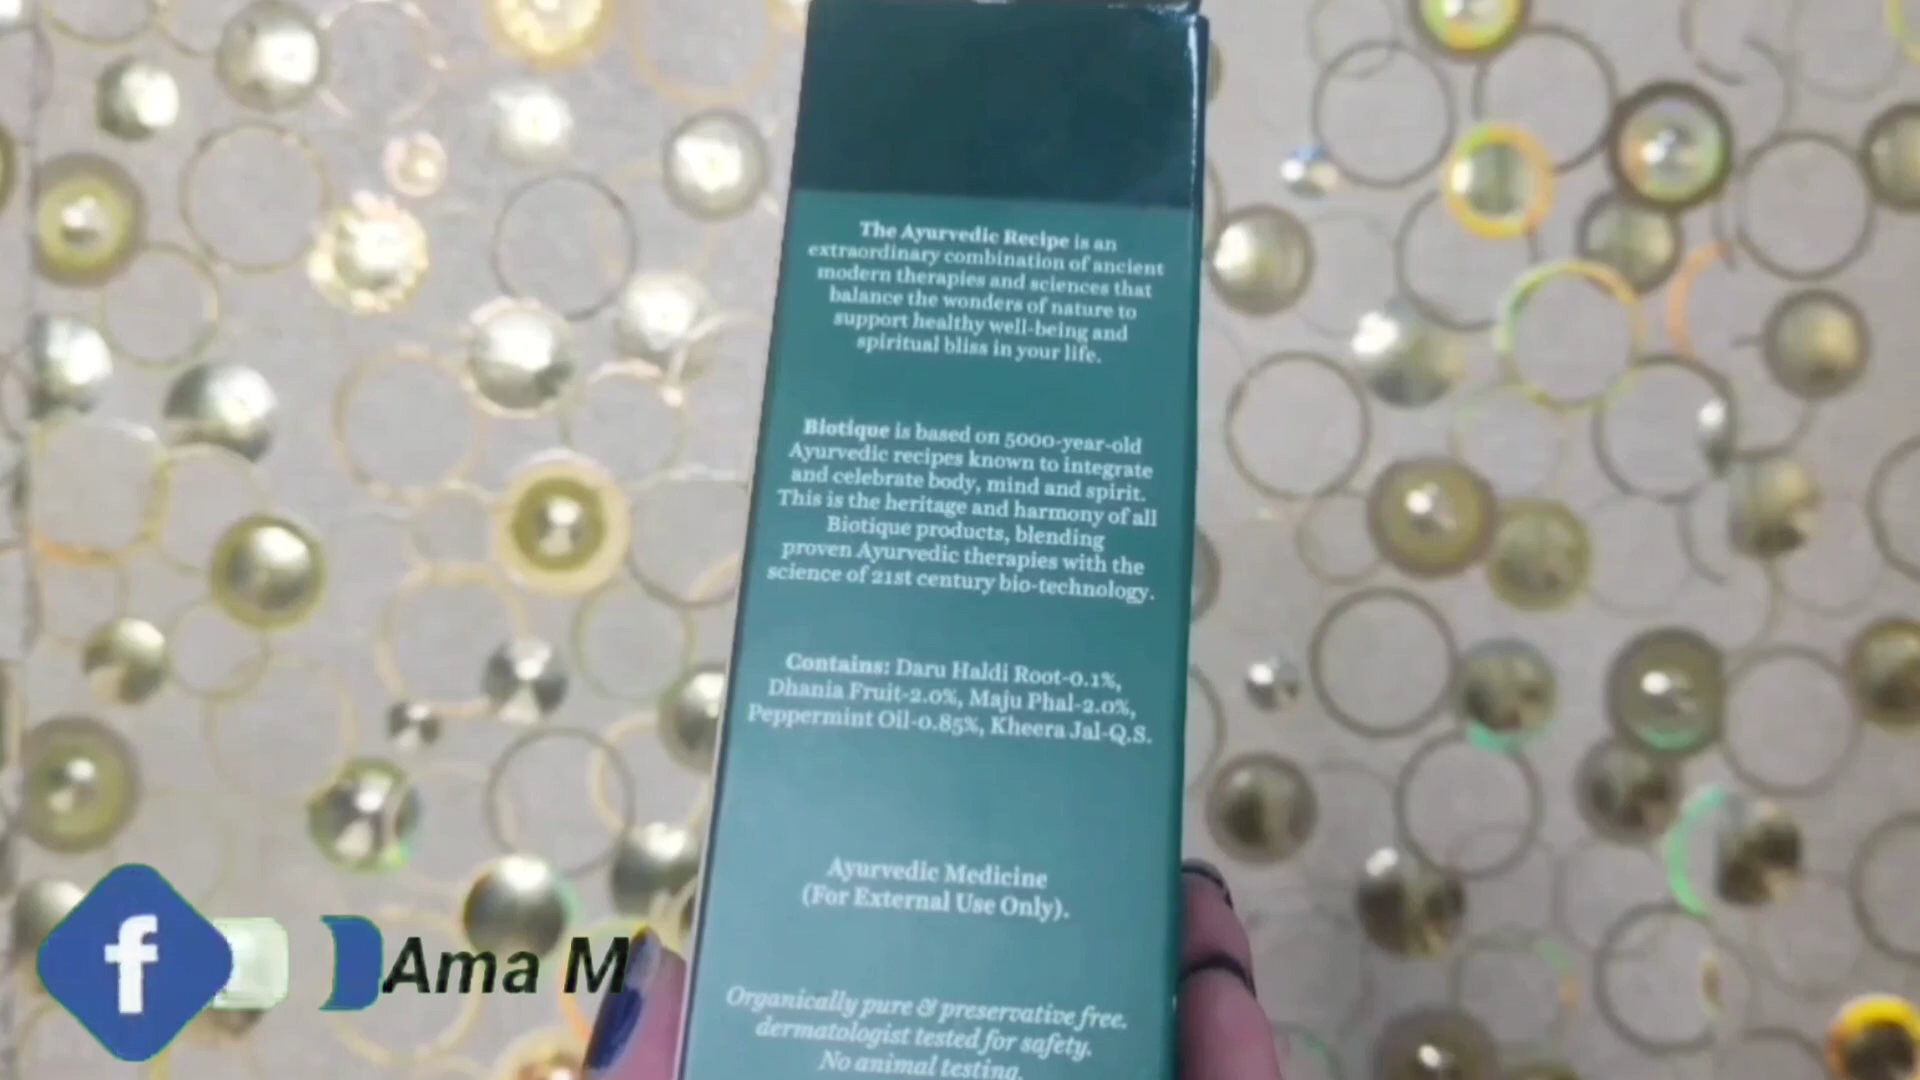 The Ayurvedic Recipe is an
extraordinary combination of ancient
modern therapies and sciences that
balance the wonders of nature to
support healthy well-being and
spiritual bliss in your life.
Biotique is based on 5000-year-old
Ayurvedic recipes known to integrate
and celebrate body, mind and spirit.
This is the heritage and harmony of all
Biotique products, blending
proven Ayurvedic therapies with the
science of 21st century bio-technology.
Contains: Daru Haldi Root-0.1%,
Dhania Fruit-2.0%, Maju Phal-2.0%,
Peppermint Oil-0.85%, Kheera Jal-Q.S.
Ayurvedic Medicine
(For External Use Only).
Organically pure & preservative free.
dermatologist tested for safety.
No animal testing.
f
Ama M